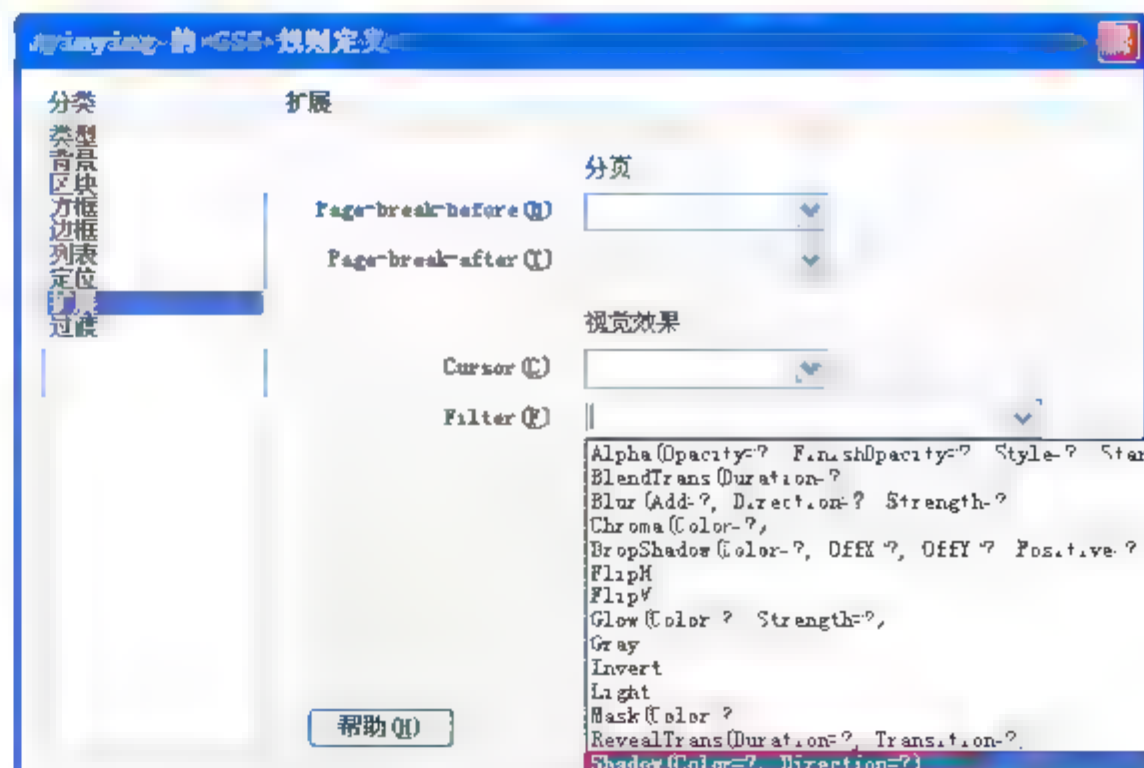 .yinying 的 CSS 规则定义
分类
扩展
类型
背景
区块
方框
边框
列表
定位
扩展
过滤
分页
Page-break-before(B)
Page-break-after(T)
视觉效果
Cursor(C)
Filter(F)
Alpha(Opacity=? FinishOpacity=? Style=? Star
BlendTrans(Duration=?
Blur(Add=?, Direction=? Strength=?
Chroma(Color=?,
DropShadow(Color=?, OffX=?, OffY=? Positive=?
FlipH
FlipV
Glow(Color=? Strength=?,
Gray
Invert
Light
Mask(Color=?
RevealTrans(Duration=?, Transition=?
Shadow(Color=?, Direction=?)
帮助(H)